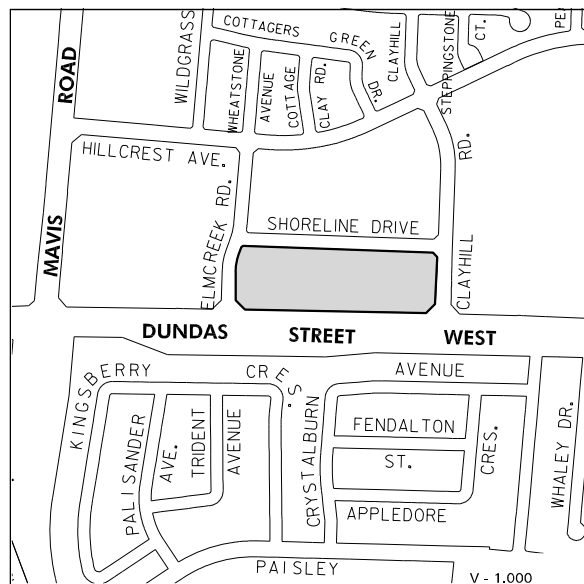 COTTAGERS
GREEN
DR.
WILDGRASS
WHEATSTONE
AVENUE
COTTAGE
CLAY RD.
CLAYHILL
STEPPINGSTONE
CT.
PE
ROAD
MAVIS
HILLCREST AVE.
ELMCREEK RD.
SHORELINE DRIVE
CLAYHILL RD.
DUNDAS STREET WEST
KINGSBERRY
CRES.
AVENUE
PALISANDER
AVE.
TRIDENT
AVENUE
CRYSTALBURN
FENDALTON
ST.
CRES.
APPLEDORE
WHALEY DR.
PAISLEY
V - 1.000